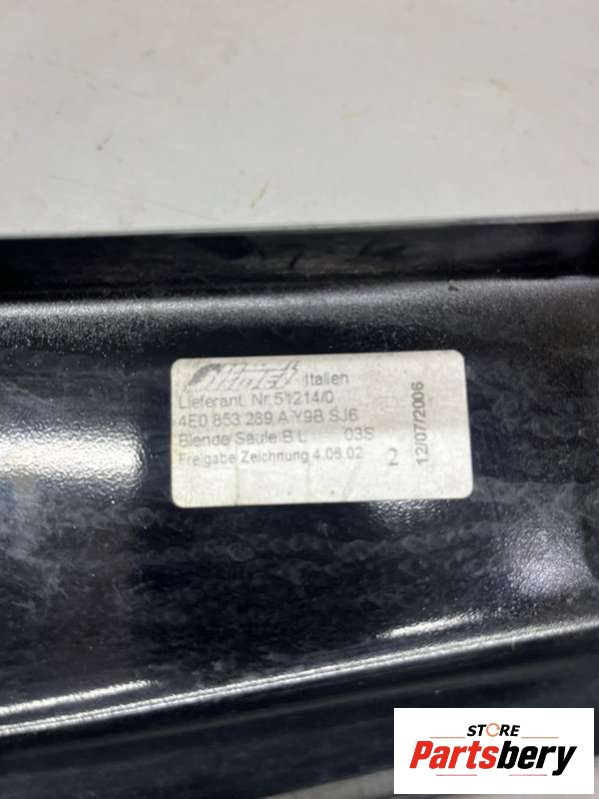 Italien
Lieferant. Nr.51214/0
4E0 853 289 A Y9B SJ6
Blende Säule B L 03S
Freigabe Zeichnung 4.06.02 2
12/07/2006
STORE
Partsbery